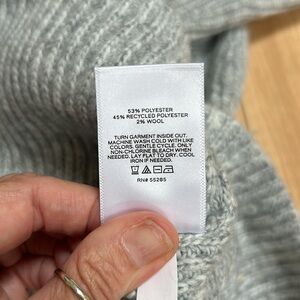 53% POLYESTER
45% RECYCLED POLYESTER
2% WOOL
TURN GARMENT INSIDE OUT.
MACHINE WASH COLD WITH LIKE
COLORS. GENTLE CYCLE. ONLY
NON-CHLORINE BLEACH WHEN
NEEDED. LAY FLAT TO DRY. COOL
IRON IF NEEDED.
RN# 55285